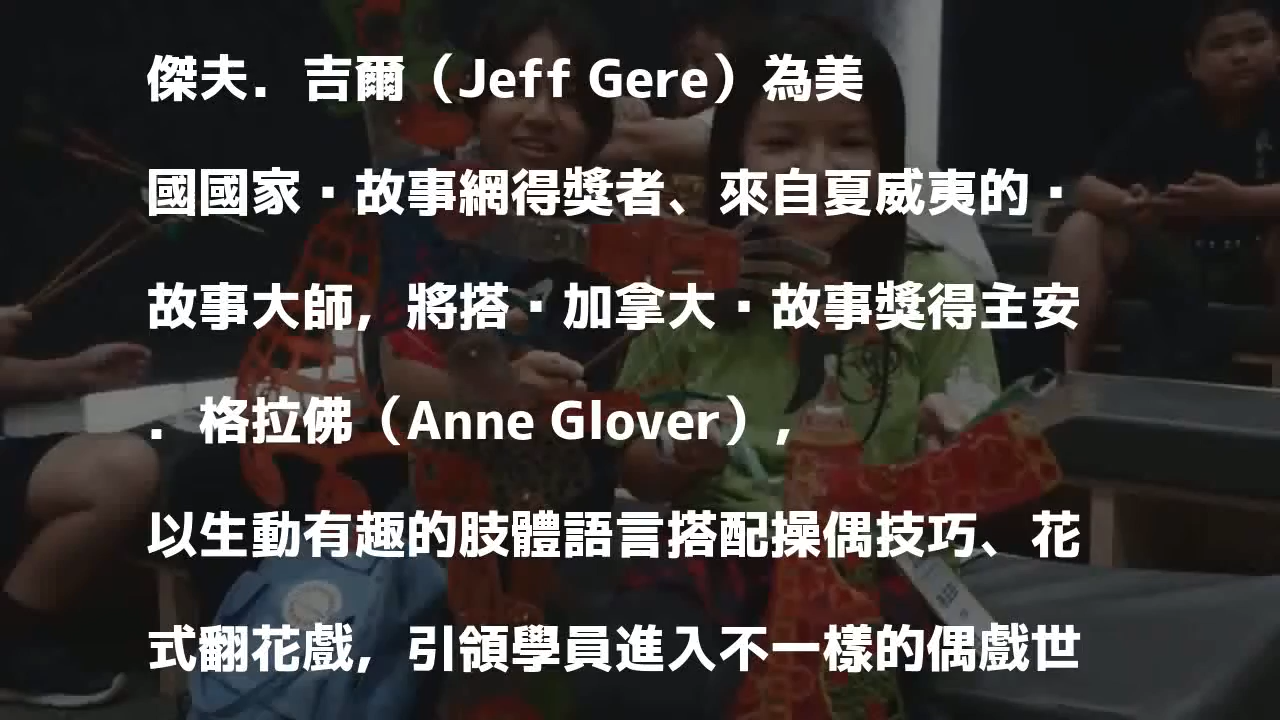 傑夫．吉爾（Jeff Gere）為美
國國家·故事網得獎者、來自夏威夷的·
故事大師，將搭·加拿大·故事獎得主安
．格拉佛（Anne Glover），
以生動有趣的肢體語言搭配操偶技巧、花
式翻花戲，引領學員進入不一樣的偶戲世